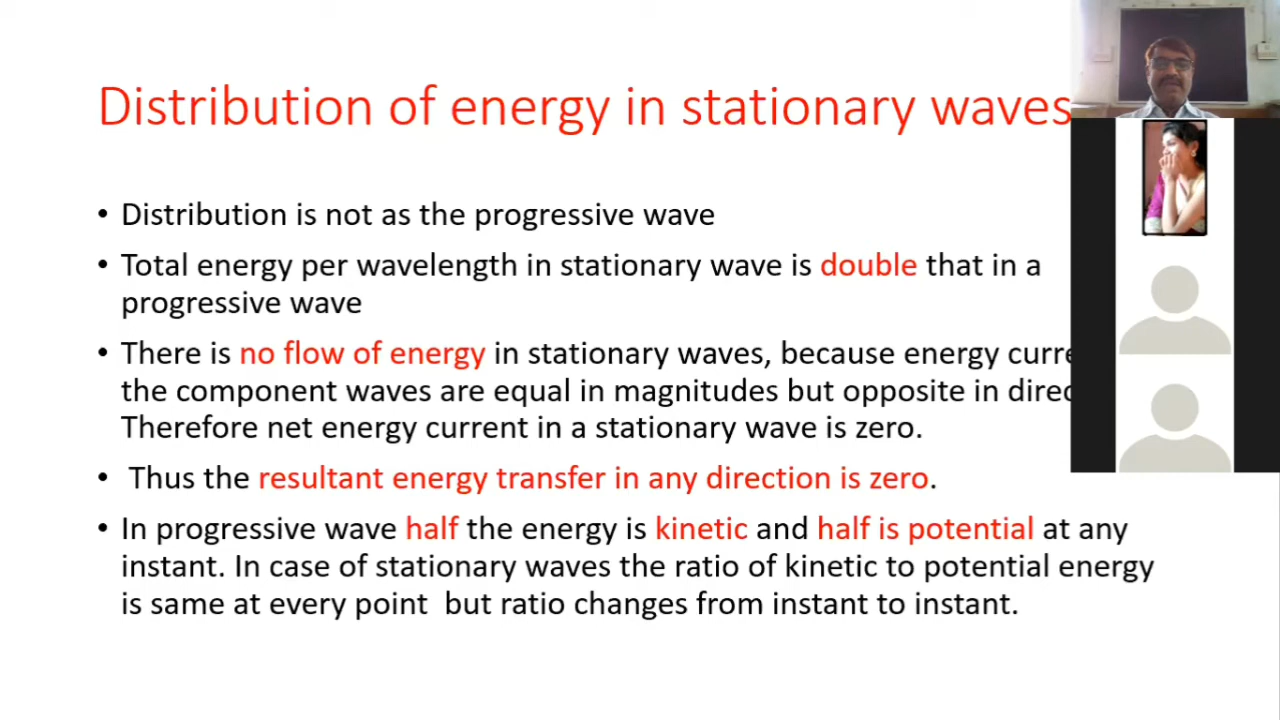 Distribution of energy in stationary waves
• Distribution is not as the progressive wave
• Total energy per wavelength in stationary wave is double that in a
progressive wave
• There is no flow of energy in stationary waves, because energy
the component waves are equal in magnitudes but opposite in
Therefore net energy current in a stationary wave is zero.
• Thus the resultant energy transfer in any direction is zero.
• In progressive wave half the energy is kinetic and half is potential at any
instant. In case of stationary waves the ratio of kinetic to potential energy
is same at every point but ratio changes from instant to instant.